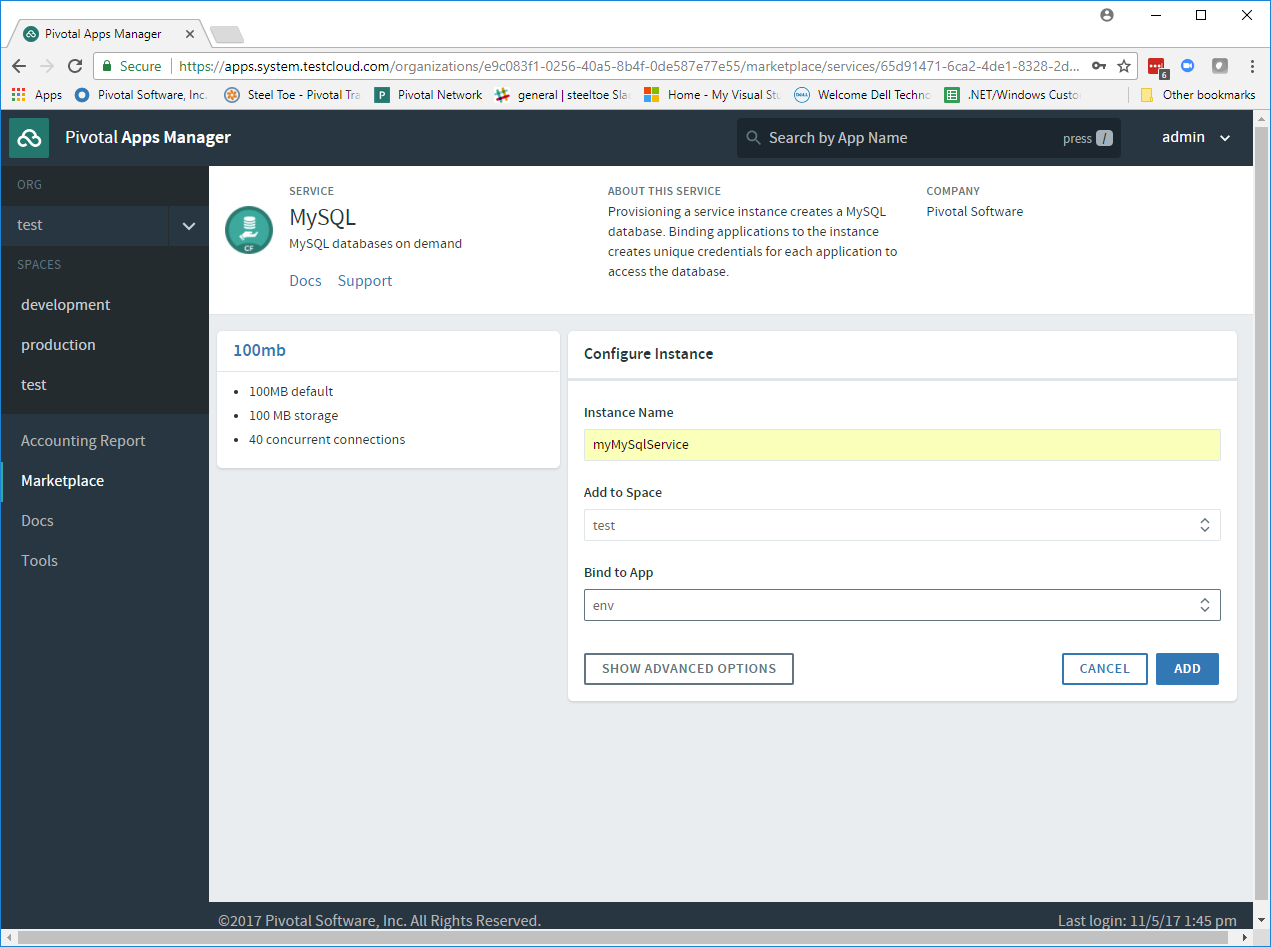 Pivotal Apps Manager
Secure https://apps.system.testcloud.com/organizations/e9c083f1-0256-40a5-8b4f-0de587e77e55/marketplace/services/65d91471-6ca2-4de1-8328-2d...
6
Apps Pivotal Software, Inc. Steel Toe - Pivotal Tra P Pivotal Network general | steeltoe Sla Home - My Visual Stu DELL Welcome Dell Techno .NET/Windows Custo Other bookmarks
Pivotal Apps Manager
Search by App Name press /
admin
ORG
test
SPACES
development
production
test
Accounting Report
Marketplace
Docs
Tools
CF
SERVICE
MySQL
MySQL databases on demand
Docs Support
ABOUT THIS SERVICE
Provisioning a service instance creates a MySQL
database. Binding applications to the instance
creates unique credentials for each application to
access the database.
COMPANY
Pivotal Software
100mb
• 100MB default
• 100 MB storage
• 40 concurrent connections
Configure Instance
Instance Name
myMySqlService
Add to Space
test
Bind to App
env
SHOW ADVANCED OPTIONS CANCEL ADD
©2017 Pivotal Software, Inc. All Rights Reserved. Last login: 11/5/17 1:45 pm